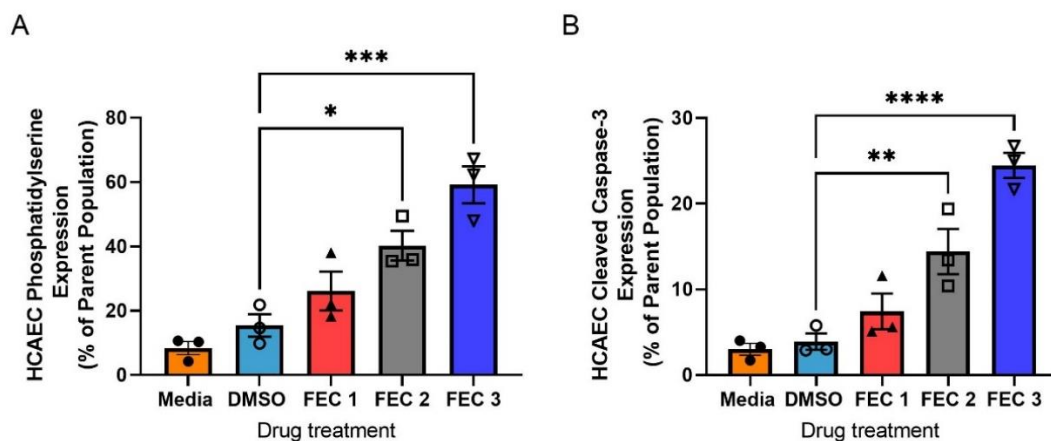 A
HCAEC Phosphatidylserine
Expression
(% of Parent Population)
80
60
40
20
0
***
*
Media DMSO FEC 1 FEC 2 FEC 3
Drug treatment
B
HCAEC Cleaved Caspase-3
Expression
(% of Parent Population)
30
20
10
0
****
**
Media DMSO FEC 1 FEC 2 FEC 3
Drug treatment